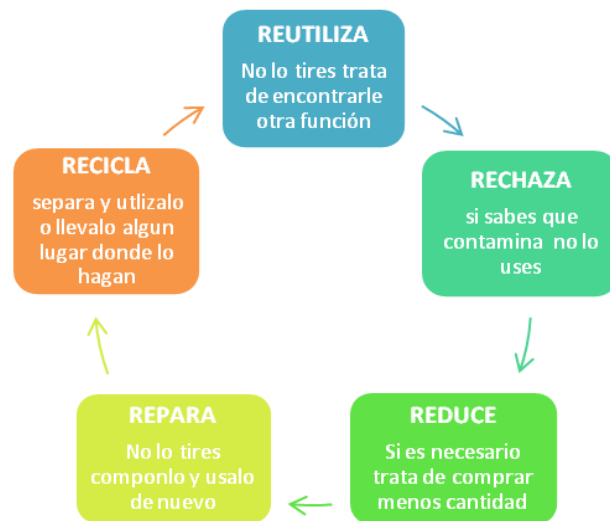 REUTILIZA
No lo tires trata
de encontrarle
otra función
RECHAZA
si sabes que
contamina no lo
uses
REDUCE
Si es necesario
trata de comprar
menos cantidad
REPARA
No lo tires
componlo y usalo
de nuevo
RECICLA
separa y utlizalo
o llevalo algun
lugar donde lo
hagan